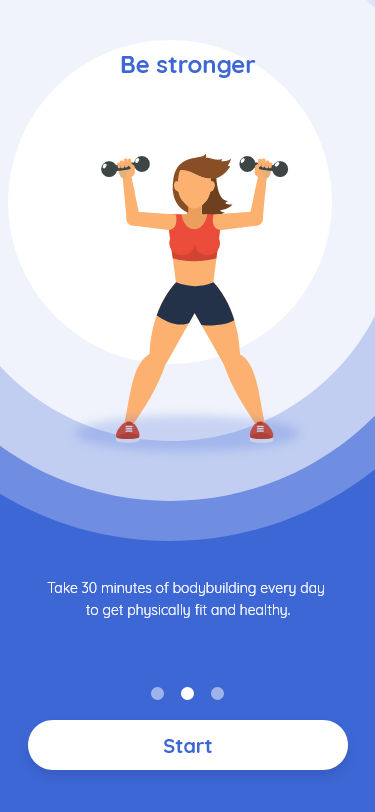 Be stronger
Take 30 minutes of bodybuilding every day
to get physically fit and healthy.
Start